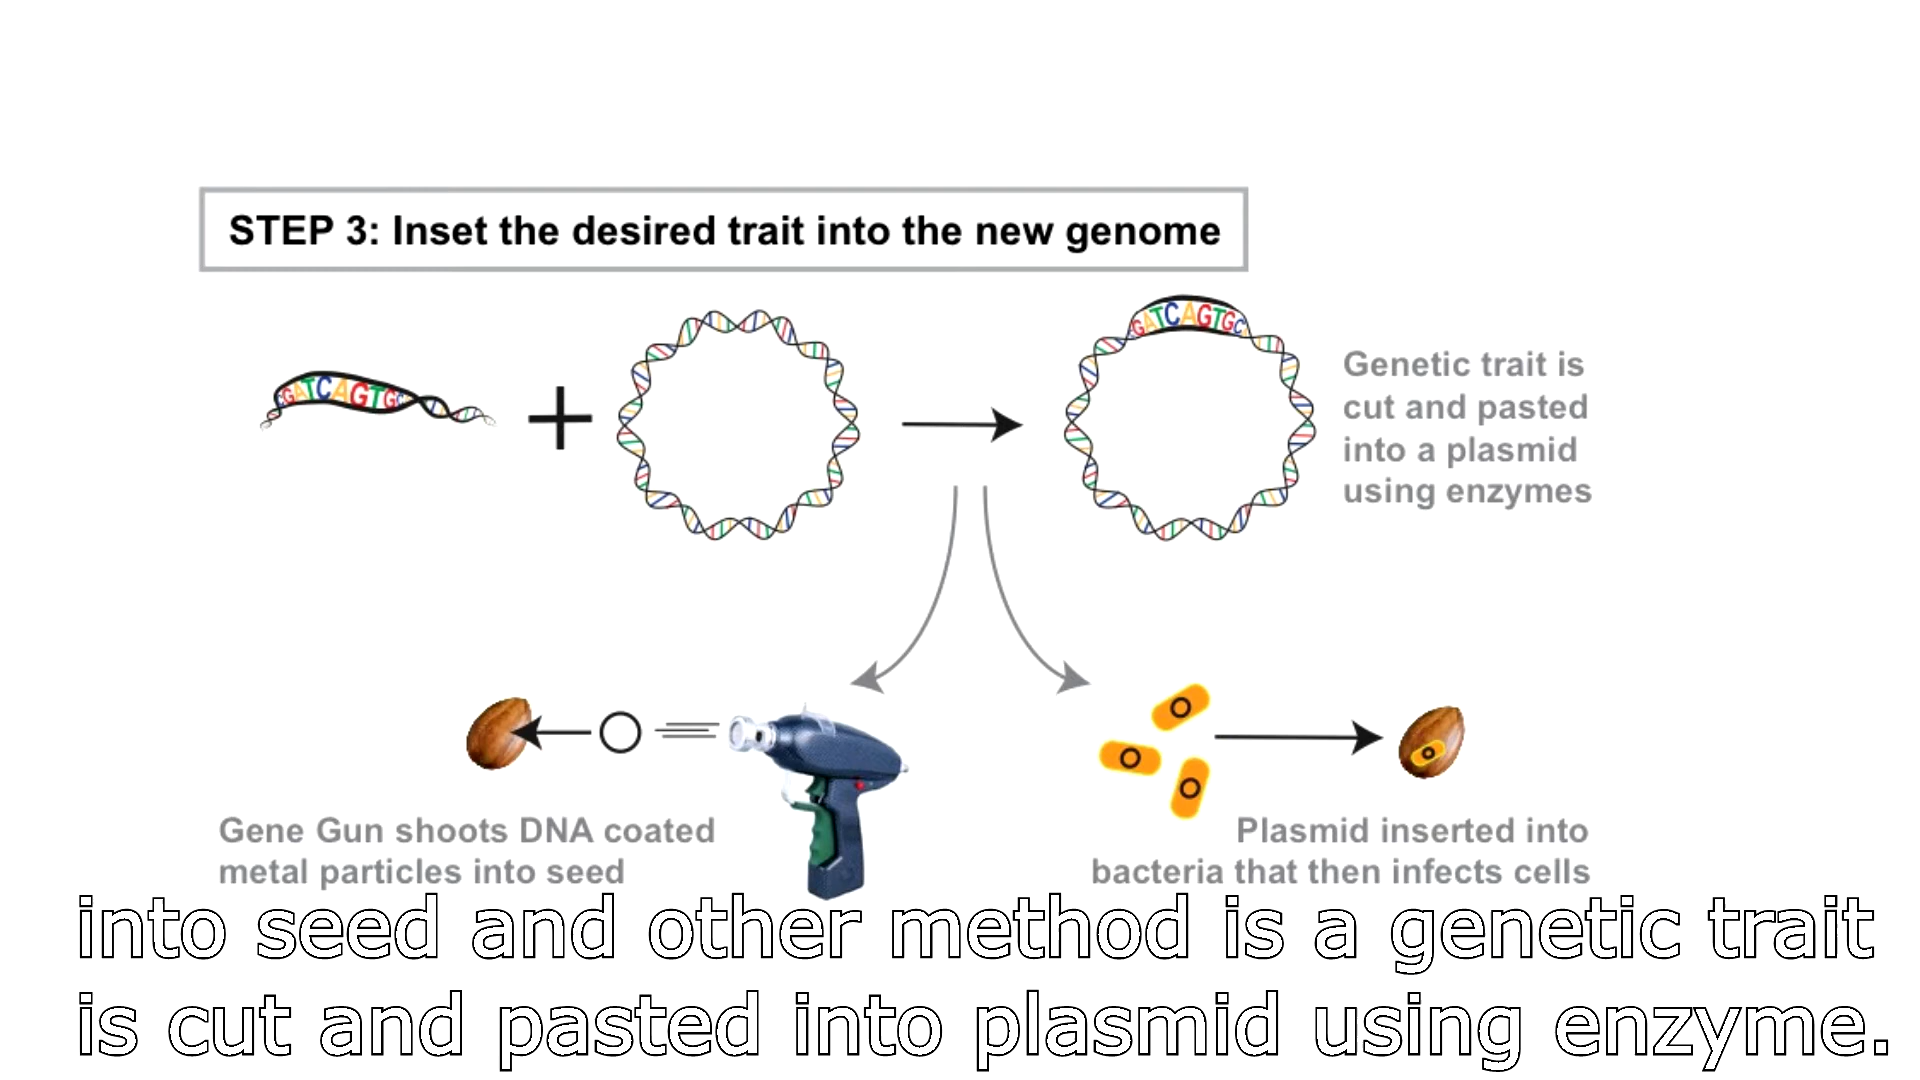 STEP 3: Inset the desired trait into the new genome
GATCAGTGC
GATCAGTGC
Genetic trait is
cut and pasted
into a plasmid
using enzymes
Gene Gun shoots DNA coated
metal particles into seed
Plasmid inserted into
bacteria that then infects cells
into seed and other method is a genetic trait
is cut and pasted into plasmid using enzyme.